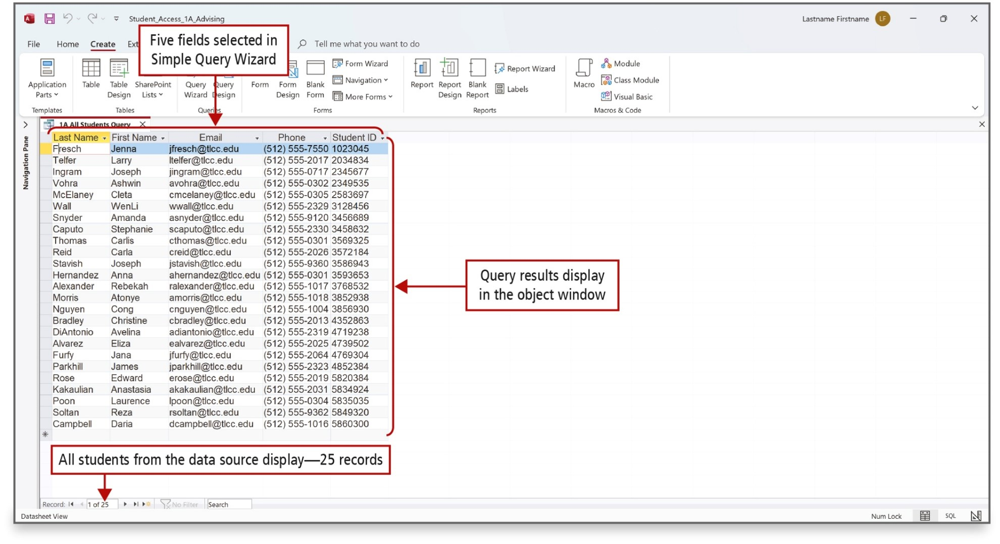 Student_Access_1A_Advising
Lastname Firstname
LF
File Home Create Ext
Five fields selected in
Simple Query Wizard
Tell me what you want to do
Application
Parts
Templates
Table
Table
Design
SharePoint
Lists
Tables
Query
Wizard
Query
Design
Queries
Form
Form
Design
Blank
Form
Form Wizard
Navigation
More Forms
Forms
Report
Report
Design
Blank
Report
Report Wizard
Labels
Reports
Macro
Module
Class Module
Visual Basic
Macros & Code
Navigation Pane
1A All Students Query
Last Name First Name Email Phone Student ID
Fresch Jenna jfresch@tlcc.edu (512) 555-7550 1023045
Telfer Larry ltelfer@tlcc.edu (512) 555-2017 2034834
Ingram Joseph jingram@tlcc.edu (512) 555-0717 2345677
Vohra Ashwin avohra@tlcc.edu (512) 555-0302 2349535
McElaney Cleta cmcelaney@tlcc.edu (512) 555-0305 2583697
Wall WenLi wwall@tlcc.edu (512) 555-2329 3128456
Snyder Amanda asnyder@tlcc.edu (512) 555-9120 3456689
Caputo Stephanie scaputo@tlcc.edu (512) 555-2330 3458632
Thomas Carlis cthomas@tlcc.edu (512) 555-0301 3569325
Reid Carla creid@tlcc.edu (512) 555-2026 3572184
Stavish Joseph jstavish@tlcc.edu (512) 555-9360 3586943
Hernandez Anna ahernandez@tlcc.edu (512) 555-0301 3593653
Alexander Rebekah ralexander@tlcc.edu (512) 555-1017 3768532
Morris Atonye amorris@tlcc.edu (512) 555-1018 3852938
Nguyen Cong cnguyen@tlcc.edu (512) 555-1004 3856930
Bradley Christine cbradley@tlcc.edu (512) 555-2013 4352863
DiAntonio Avelina adiantonio@tlcc.edu (512) 555-2319 4719238
Alvarez Eliza ealvarez@tlcc.edu (512) 555-2025 4739502
Furfy Jana jfurfy@tlcc.edu (512) 555-2064 4769304
Parkhill James jparkhill@tlcc.edu (512) 555-2323 4852384
Rose Edward erose@tlcc.edu (512) 555-2019 5820384
Kakaulian Anastasia akakaulian@tlcc.edu (512) 555-2031 5834924
Poon Laurence lpoon@tlcc.edu (512) 555-0304 5835035
Soltan Reza rsoltan@tlcc.edu (512) 555-9362 5849320
Campbell Daria dcampbell@tlcc.edu (512) 555-1016 5860300
Query results display
in the object window
All students from the data source display—25 records
Record: 1 of 25 No Filter Search
Datasheet View
Num Lock
SQL